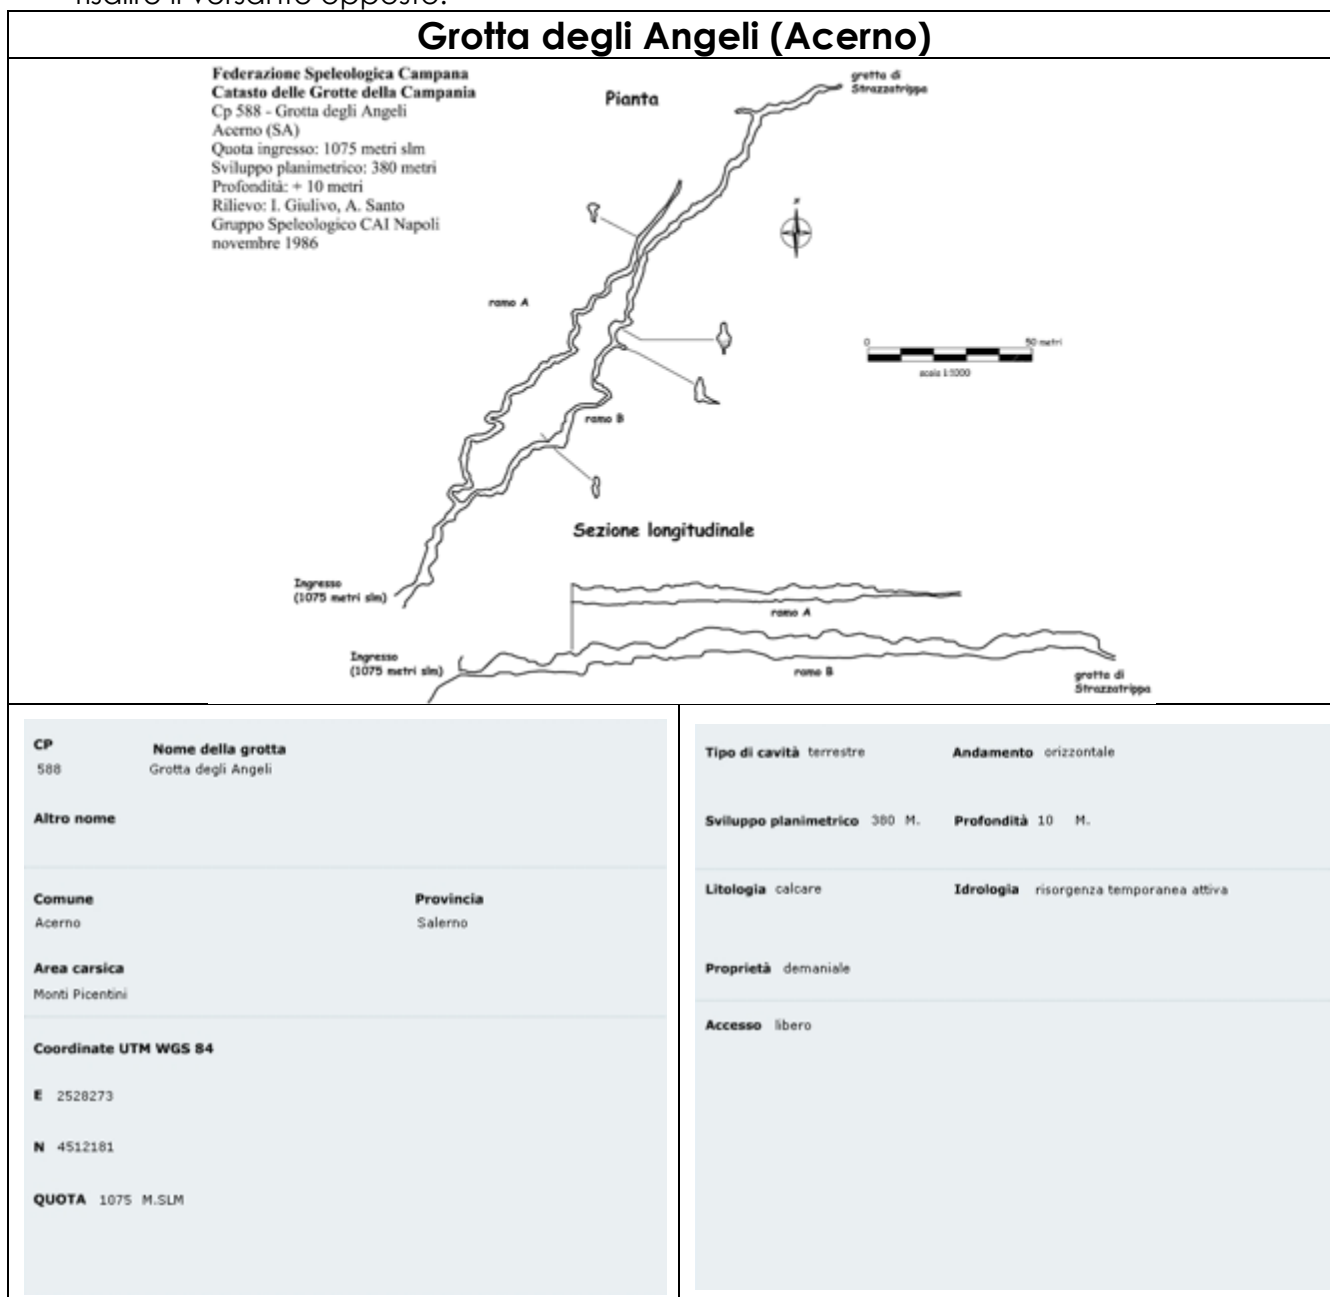 risalire il versante opposto.
Grotta degli Angeli (Acerno)
Federazione Speleologica Campana
Catasto delle Grotte della Campania
Cp 588 - Grotta degli Angeli
Acerno (SA)
Quota ingresso: 1075 metri slm
Sviluppo planimetrico: 380 metri
Profondità: + 10 metri
Rilievo: I. Giulivo, A. Santo
Gruppo Speleologico CAI Napoli
novembre 1986
Pianta
grotta di
Strazzatrippa
N
ramo A
0 50 metri
scala 1:1000
ramo B
Ingresso
(1075 metri slm)
Sezione longitudinale
ramo A
Ingresso
(1075 metri slm)
ramo B
grotta di
Strazzatrippa
CP Nome della grotta
588 Grotta degli Angeli
Altro nome
Comune Provincia
Acerno Salerno
Area carsica
Monti Picentini
Coordinate UTM WGS 84
E 2528273
N 4512181
QUOTA 1075 M.SLM
Tipo di cavità terrestre Andamento orizzontale
Sviluppo planimetrico 380 M. Profondità 10 M.
Litologia calcare Idrologia risorgenza temporanea attiva
Proprietà demaniale
Accesso libero